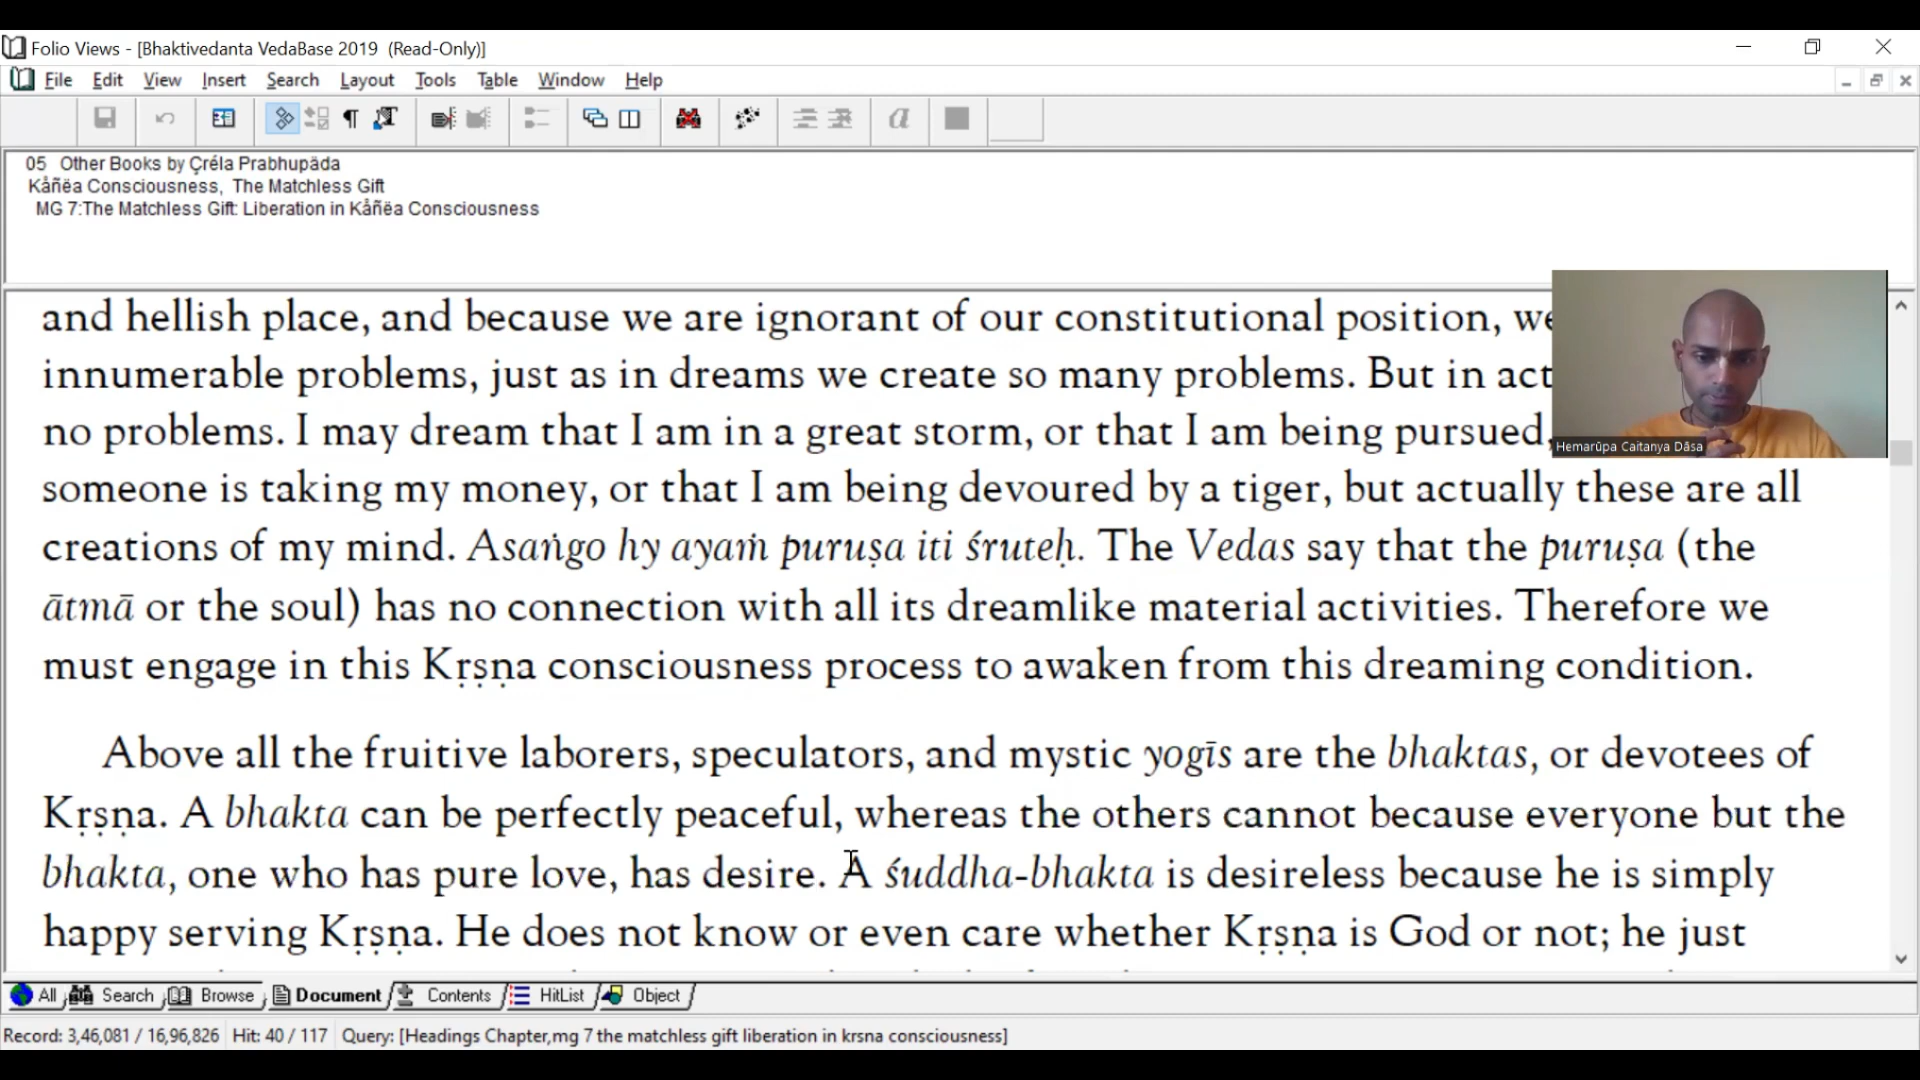 Folio Views - [Bhaktivedanta VedaBase 2019 (Read-Only)]
File Edit View Insert Search Layout Tools Table Window Help
05 Other Books by Çréla Prabhupäda
Kåñëa Consciousness, The Matchless Gift
MG 7:The Matchless Gift: Liberation in Kåñëa Consciousness
and hellish place, and because we are ignorant of our constitutional position, we
innumerable problems, just as in dreams we create so many problems. But in act
no problems. I may dream that I am in a great storm, or that I am being pursued,
Hemarūpa Caitanya Dāsa
someone is taking my money, or that I am being devoured by a tiger, but actually these are all
creations of my mind. Asaṅgo hy ayaṁ puruṣa iti śruteḥ. The Vedas say that the puruṣa (the
ātmā or the soul) has no connection with all its dreamlike material activities. Therefore we
must engage in this Kṛṣṇa consciousness process to awaken from this dreaming condition.
Above all the fruitive laborers, speculators, and mystic yogīs are the bhaktas, or devotees of
Kṛṣṇa. A bhakta can be perfectly peaceful, whereas the others cannot because everyone but the
bhakta, one who has pure love, has desire. A śuddha-bhakta is desireless because he is simply
happy serving Kṛṣṇa. He does not know or even care whether Kṛṣṇa is God or not; he just
All Search Browse Document Contents HitList Object
Record: 3,46,081 / 16,96,826 Hit: 40 / 117 Query: [Headings Chapter,mg 7 the matchless gift liberation in krsna consciousness]